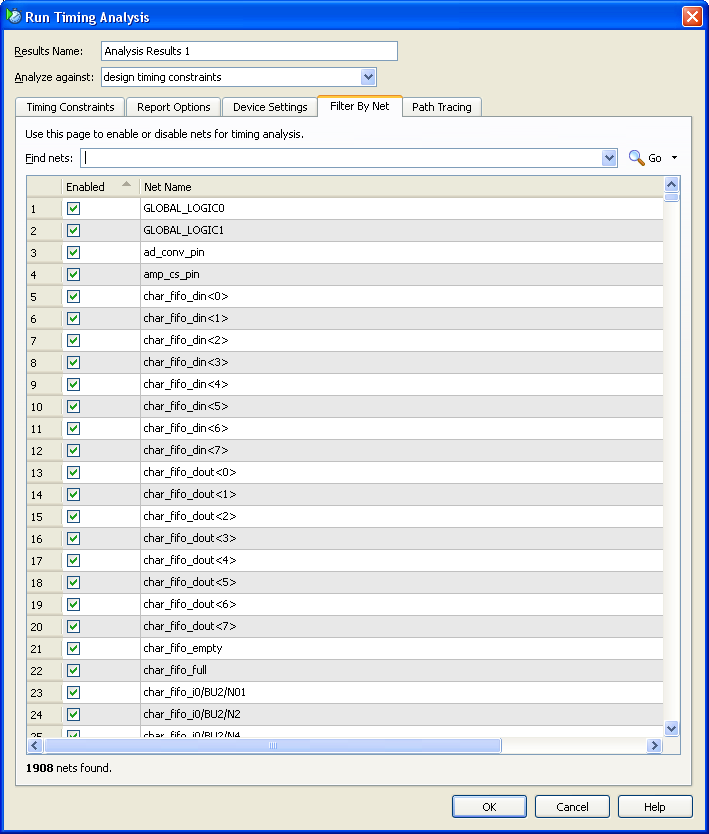 Run Timing Analysis
Results Name: Analysis Results 1
Analyze against: design timing constraints
Timing Constraints Report Options Device Settings Filter By Net Path Tracing
Use this page to enable or disable nets for timing analysis.
Find nets: Go
Enabled Net Name
1 GLOBAL_LOGIC0
2 GLOBAL_LOGIC1
3 ad_conv_pin
4 amp_cs_pin
5 char_fifo_din<0>
6 char_fifo_din<1>
7 char_fifo_din<2>
8 char_fifo_din<3>
9 char_fifo_din<4>
10 char_fifo_din<5>
11 char_fifo_din<6>
12 char_fifo_din<7>
13 char_fifo_dout<0>
14 char_fifo_dout<1>
15 char_fifo_dout<2>
16 char_fifo_dout<3>
17 char_fifo_dout<4>
18 char_fifo_dout<5>
19 char_fifo_dout<6>
20 char_fifo_dout<7>
21 char_fifo_empty
22 char_fifo_full
23 char_fifo_i0/BU2/N01
24 char_fifo_i0/BU2/N2
25 char_fifo_i0/BU2/N4
1908 nets found.
OK Cancel Help